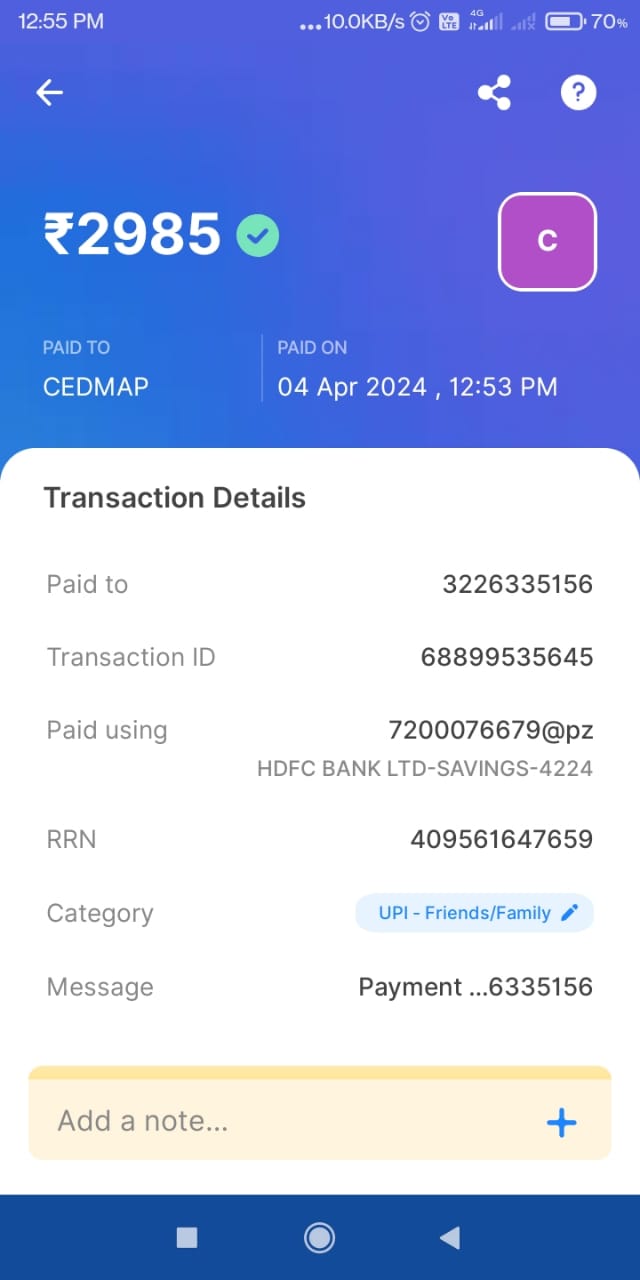 12:55 PM ...10.0KB/s Vo LTE 4G 70%
₹2985
C
PAID TO PAID ON
CEDMAP 04 Apr 2024 , 12:53 PM
Transaction Details
Paid to 3226335156
Transaction ID 68899535645
Paid using 7200076679@pz
HDFC BANK LTD-SAVINGS-4224
RRN 409561647659
Category UPI - Friends/Family
Message Payment ...6335156
Add a note... +